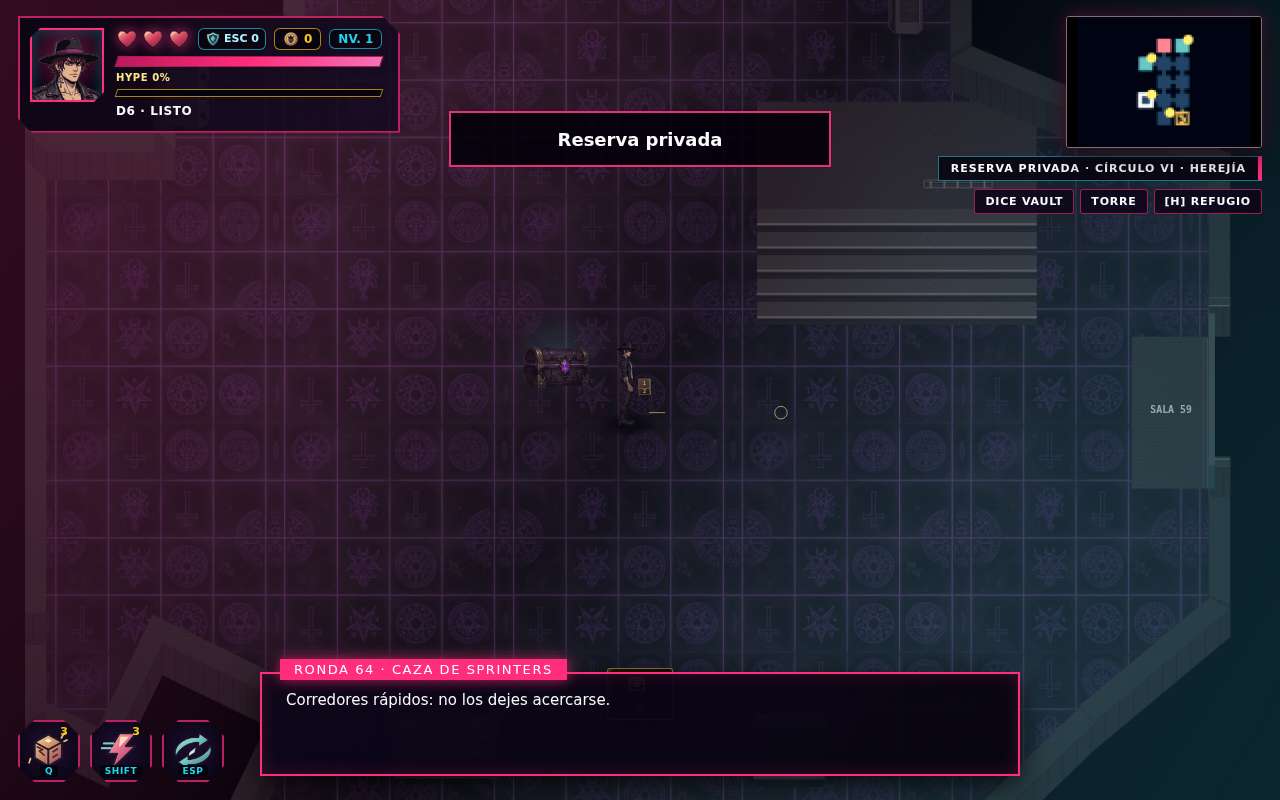 ESC 0
0
NV. 1
HYPE 0%
D6 · LISTO
Reserva privada
RESERVA PRIVADA · CÍRCULO VI · HEREJÍA
DICE VAULT
TORRE
[H] REFUGIO
SALA 59
RONDA 64 · CAZA DE SPRINTERS
Corredores rápidos: no los dejes acercarse.
3
Q
3
SHIFT
ESP